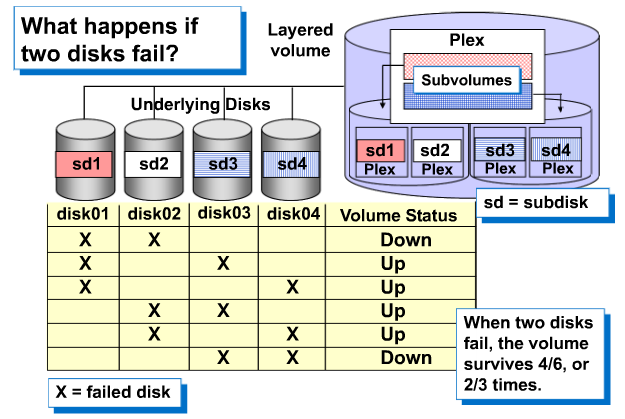 What happens if
two disks fail?
Layered
volume
Plex
Subvolumes
Underlying Disks
sd1 sd2 sd3 sd4
Plex Plex Plex Plex
sd1 sd2 sd3 sd4
sd = subdisk
disk01 disk02 disk03 disk04 Volume Status
X X Down
X X Up
X X Up
X X Up
X X Up
X X Down
When two disks
fail, the volume
survives 4/6, or
2/3 times.
X = failed disk